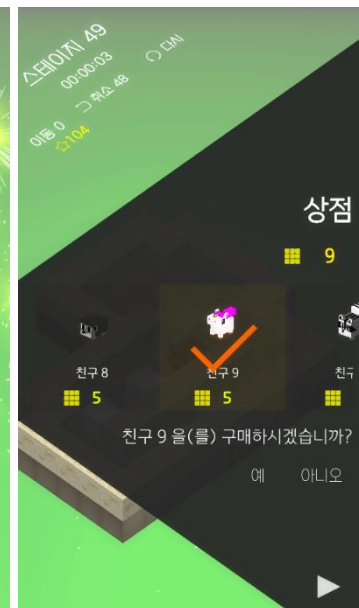 스테이지 49
00:00:03
다시
취소 48
이동 0
☆104
상점
9
친구 8
친구 9
친구
5
5
친구 9 을(를) 구매하시겠습니까?
예 아니오